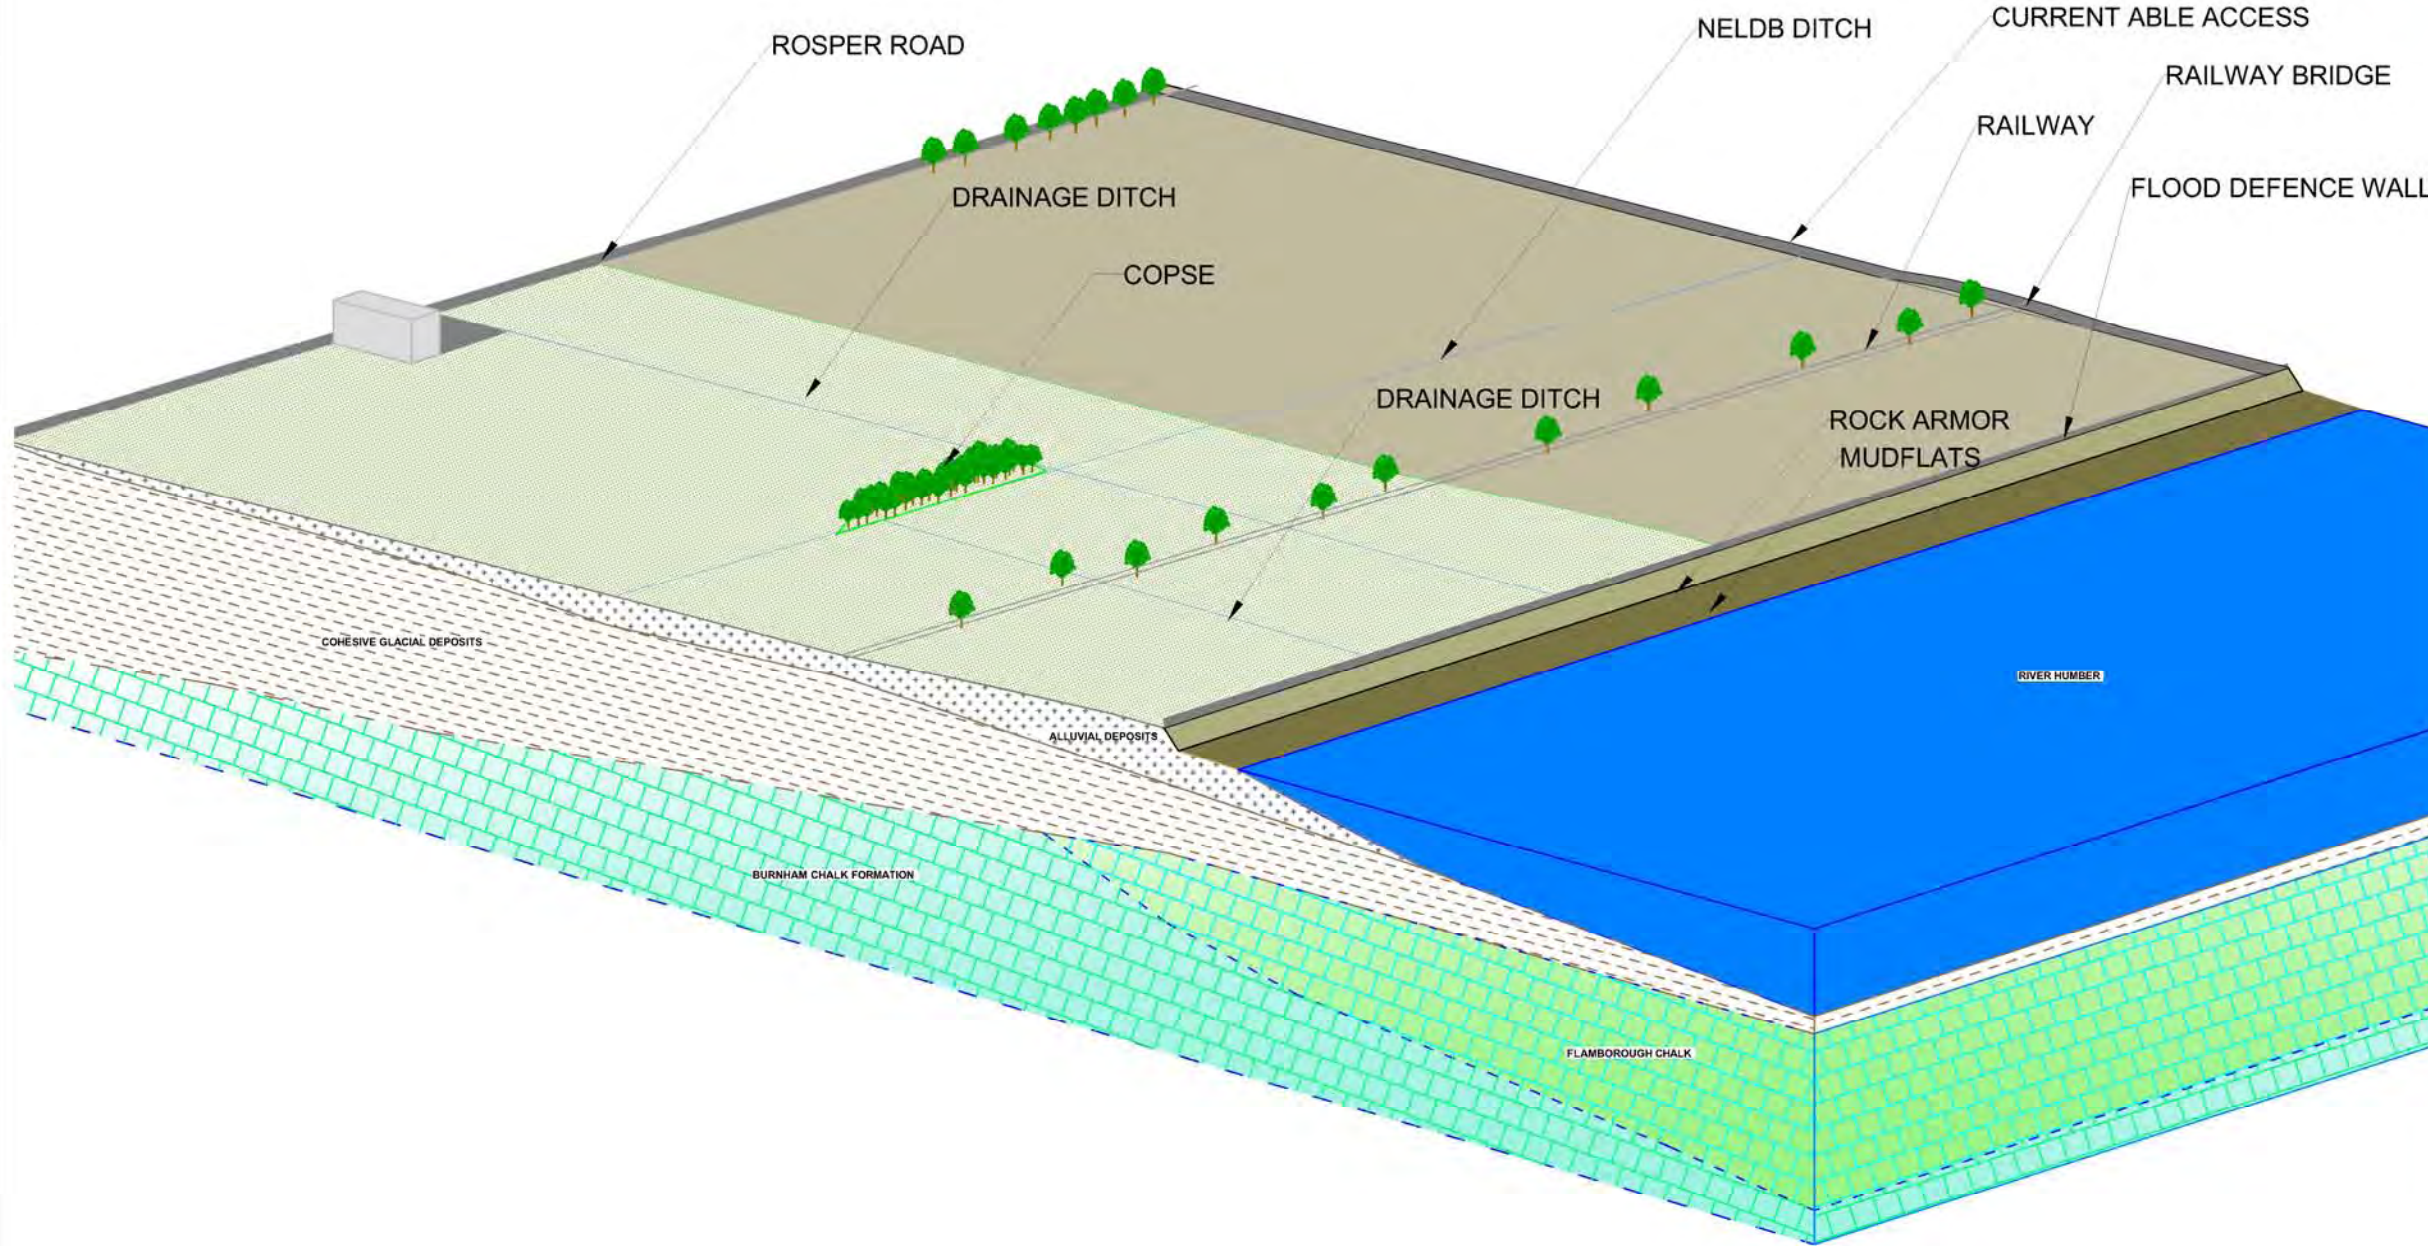 CURRENT ABLE ACCESS
NELDB DITCH
ROSPER ROAD
RAILWAY BRIDGE
RAILWAY
FLOOD DEFENCE WALL
DRAINAGE DITCH
COPSE
DRAINAGE DITCH
ROCK ARMOR
MUDFLATS
COHESIVE GLACIAL DEPOSITS
RIVER HUMBER
ALLUVIAL DEPOSITS
BURNHAM CHALK FORMATION
FLAMBOROUGH CHALK